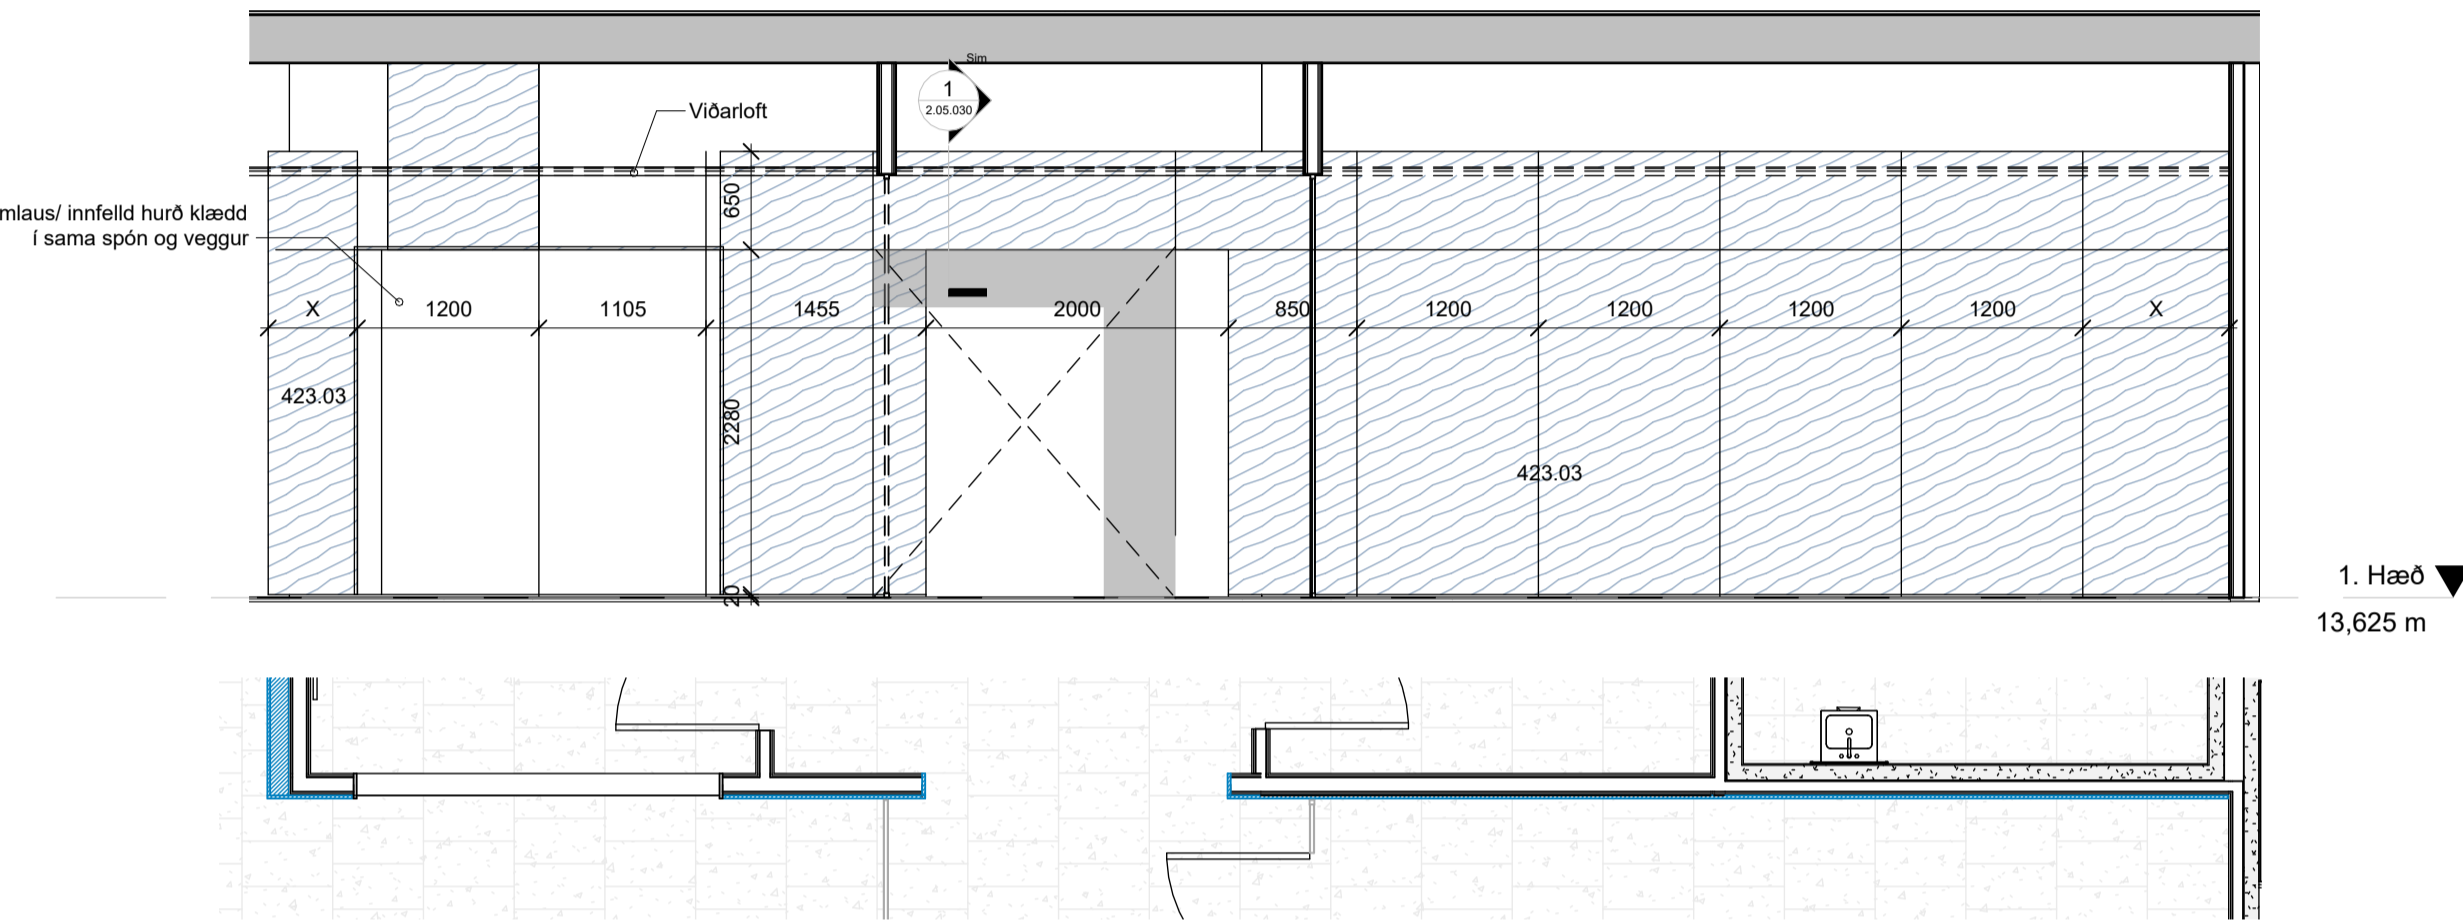 Sim
1
2.05.030
Viðarloft
650
mlaus/ innfelld hurð klædd
í sama spón og veggur
X
1200
1105
1455
2000
850
1200
1200
1200
1200
X
423.03
2280
423.03
20
1. Hæð
13,625 m